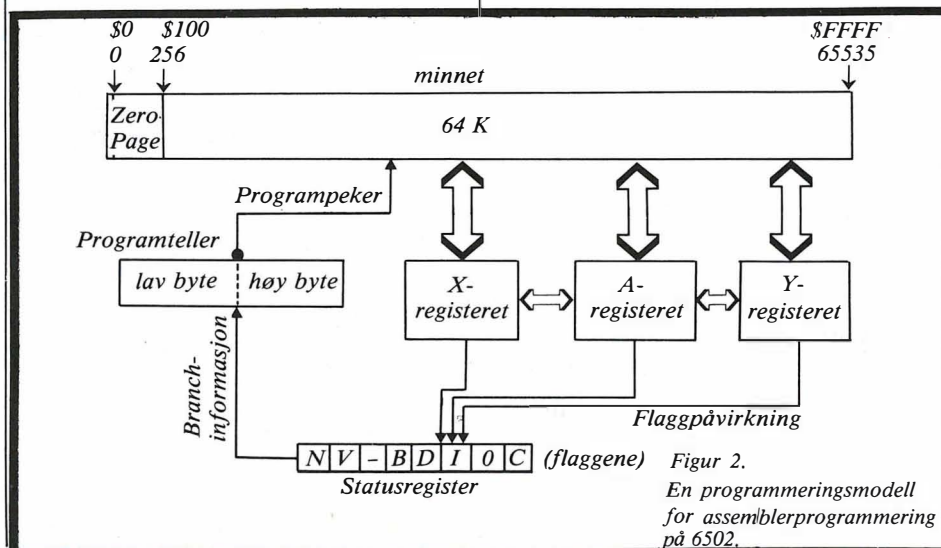 $0 $100 $FFFF
0 256 65535
minnet
Zero-
Page
64 K
Programpeker
Programteller
lav byte høy byte
X-
registeret
A-
registeret
Y-
registeret
Branch-
informasjon
Flaggpåvirkning
N V - B D I 0 C (flaggene)
Statusregister
Figur 2.
En programmeringsmodell
for assemblerprogrammering
på 6502.